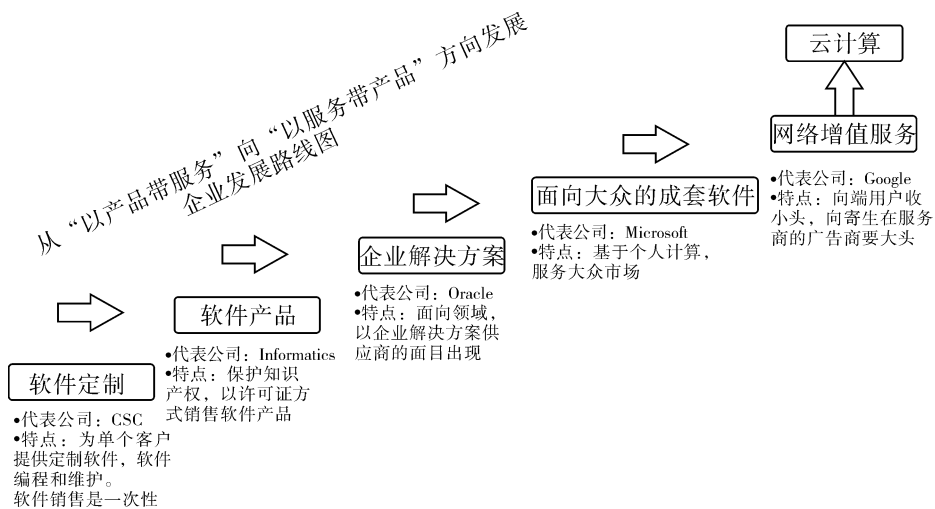 从“以产品带服务”向“以服务带产品”方向发展
企业发展路线图
软件定制
•代表公司：CSC
•特点：为单个客户
提供定制软件，软件
编程和维护。
软件销售是一次性
软件产品
•代表公司：Informatics
•特点：保护知识
产权，以许可证方
式销售软件产品
企业解决方案
•代表公司：Oracle
•特点：面向领域，
以企业解决方案供
应商的面目出现
面向大众的成套软件
•代表公司：Microsoft
•特点：基于个人计算，
服务大众市场
云计算
网络增值服务
•代表公司：Google
•特点：向端用户收
小头，向寄生在服务
商的广告商要大头